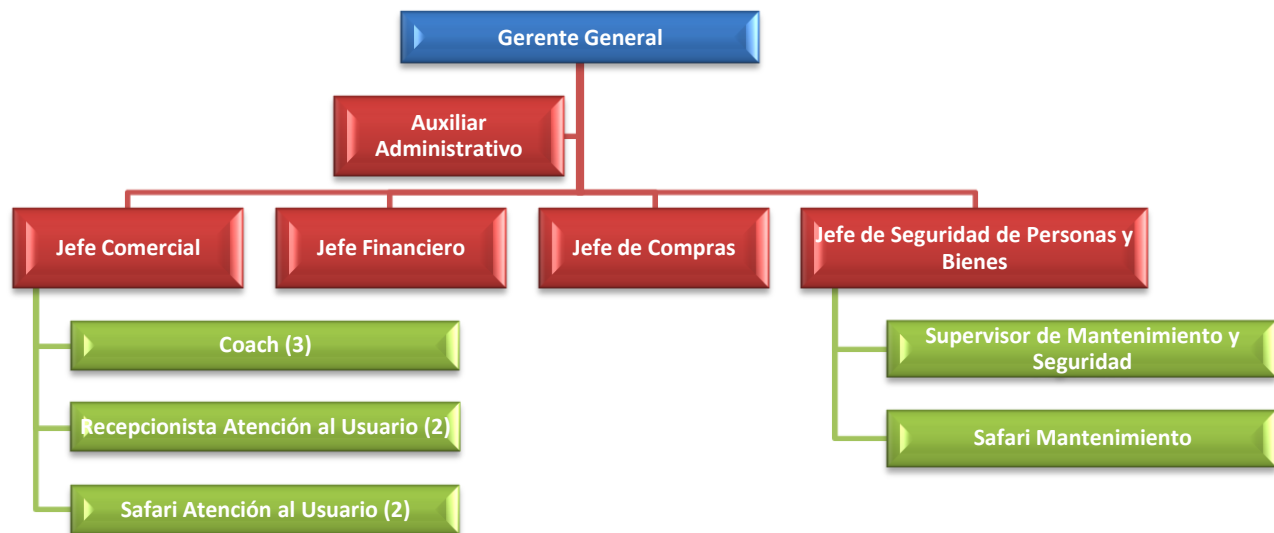 Gerente General
Auxiliar
Administrativo
Jefe Comercial
Jefe Financiero
Jefe de Compras
Jefe de Seguridad de Personas y
Bienes
Coach (3)
Recepcionista Atención al Usuario (2)
Safari Atención al Usuario (2)
Supervisor de Mantenimiento y
Seguridad
Safari Mantenimiento